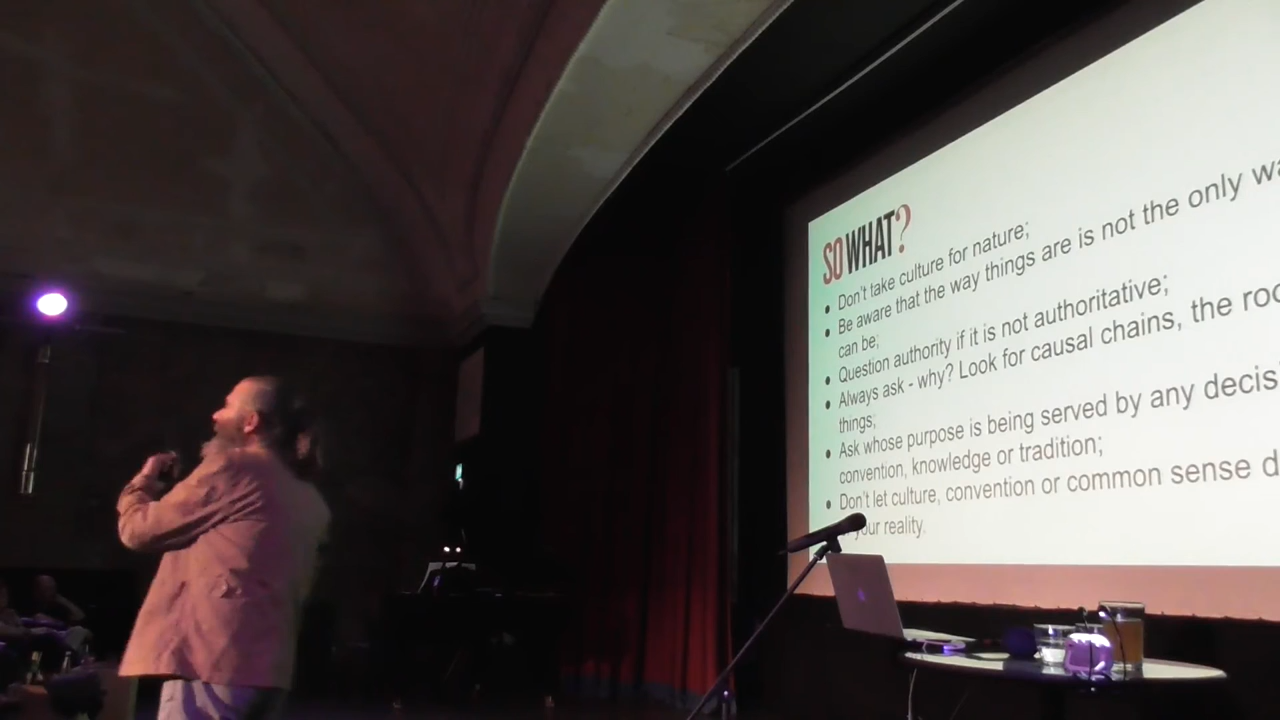 SO WHAT?
Don't take culture for nature;
Be aware that the way things are is not the only
can be;
Question authority if it is not authoritative;
Always ask - why? Look for causal chains, the
things;
Ask whose purpose is being served by any
convention, knowledge or tradition;
Don't let culture, convention or common sense
your reality.